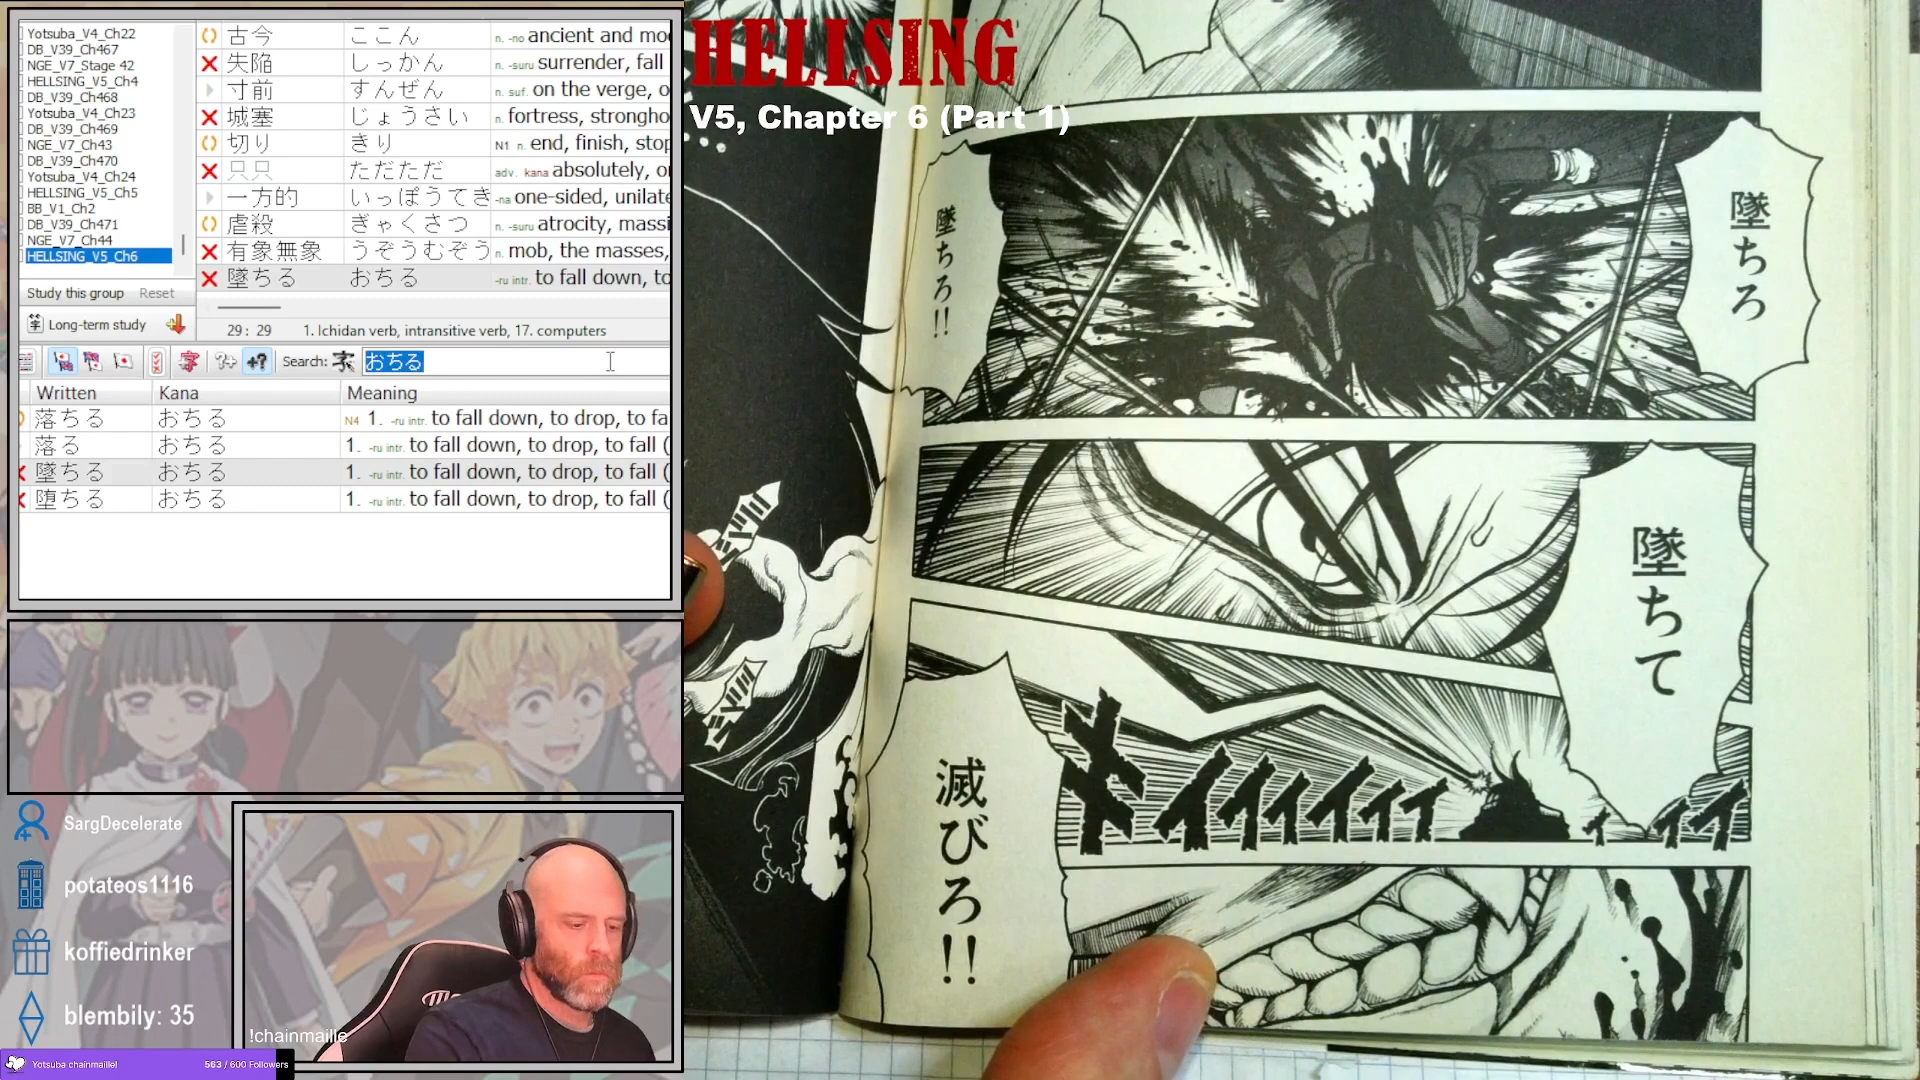 Yotsuba_V4_Ch22
DB_V39_Ch467
NGE_V7_Stage 42
HELLSING_V5_Ch4
DB_V39_Ch468
Yotsuba_V4_Ch23
DB_V39_Ch469
NGE_V7_Ch43
DB_V39_Ch470
Yotsuba_V4_Ch24
HELLSING_V5_Ch5
BB_V1_Ch2
DB_V39_Ch471
NGE_V7_Ch44
HELLSING_V5_Ch6
Study this group Reset
Long-term study
古今 ここん n. -no ancient and mo
失陥 しっかん n. -suru surrender, fall
寸前 すんぜん n. suf. on the verge, o
城塞 じょうさい n. fortress, strongho
切り きり N1 n. end, finish, stop
只只 ただただ adv. kana absolutely, o
一方的 いっぽうてき -na one-sided, unilate
虐殺 ぎゃくさつ n. -suru atrocity, massi
有象無象 うぞうむぞう n. mob, the masses,
墜ちる おちる -ru intr. to fall down, to
29: 29 1. Ichidan verb, intransitive verb, 17. computers
Search: おちる
Written Kana Meaning
落ちる おちる N4 1. -ru intr. to fall down, to drop, to fa
落る おちる 1. -ru intr. to fall down, to drop, to fall (
墜ちる おちる 1. -ru intr. to fall down, to drop, to fall (
堕ちる おちる 1. -ru intr. to fall down, to drop, to fall (
HELLSING
V5, Chapter 6 (Part 1)
墜ちろ
墜ちろ!!
墜ちて
滅びろ!!
SargDecelerate
potateos1116
koffiedrinker
blembily: 35
!chainmaille
Yotsuba chainmaille!
563 / 600 Followers